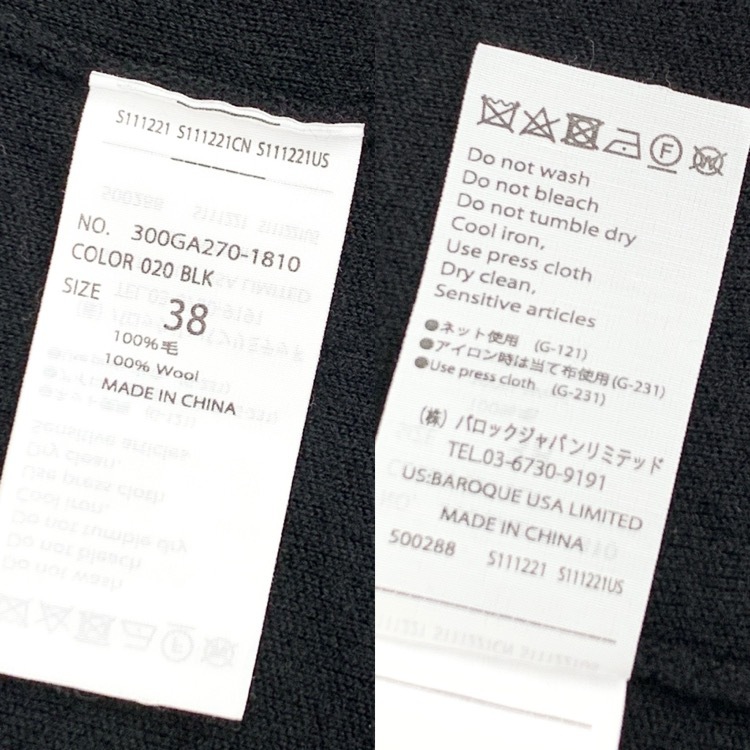 S111221 S111221CN S111221US
NO. 300GA270-1810
COLOR 020 BLK
SIZE 38
100%毛
100% Wool
MADE IN CHINA
Do not wash
Do not bleach
Do not tumble dry
Cool iron,
Use press cloth
Dry clean,
Sensitive articles
●ネット使用 (G-121)
●アイロン時は当て布使用(G-231)
●Use press cloth (G-231)
(株)バロックジャパンリミテッド
TEL.03-6730-9191
US:BAROQUE USA LIMITED
MADE IN CHINA
500288 S111221 S111221US